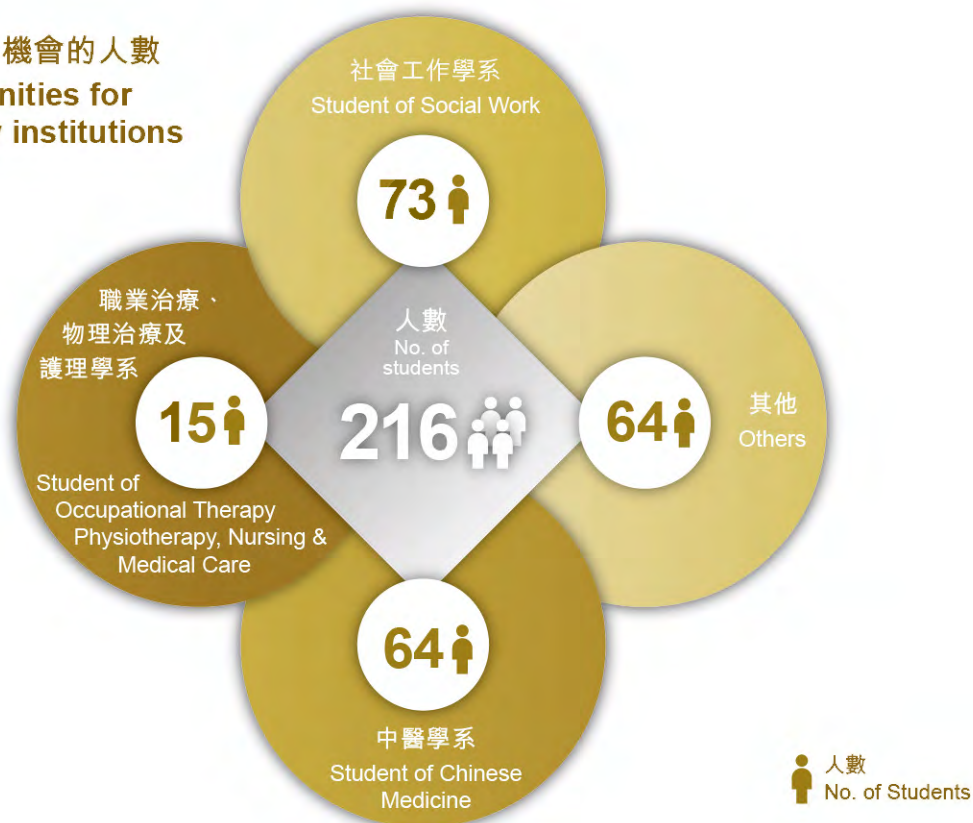 機會的人數
nities for
institutions
社會工作學系
Student of Social Work
73
職業治療、
物理治療及
護理學系
15
Student of
Occupational Therapy
Physiotherapy, Nursing &
Medical Care
人數
No. of
students
216
64
其他
Others
64
中醫學系
Student of Chinese
Medicine
人數
No. of Students